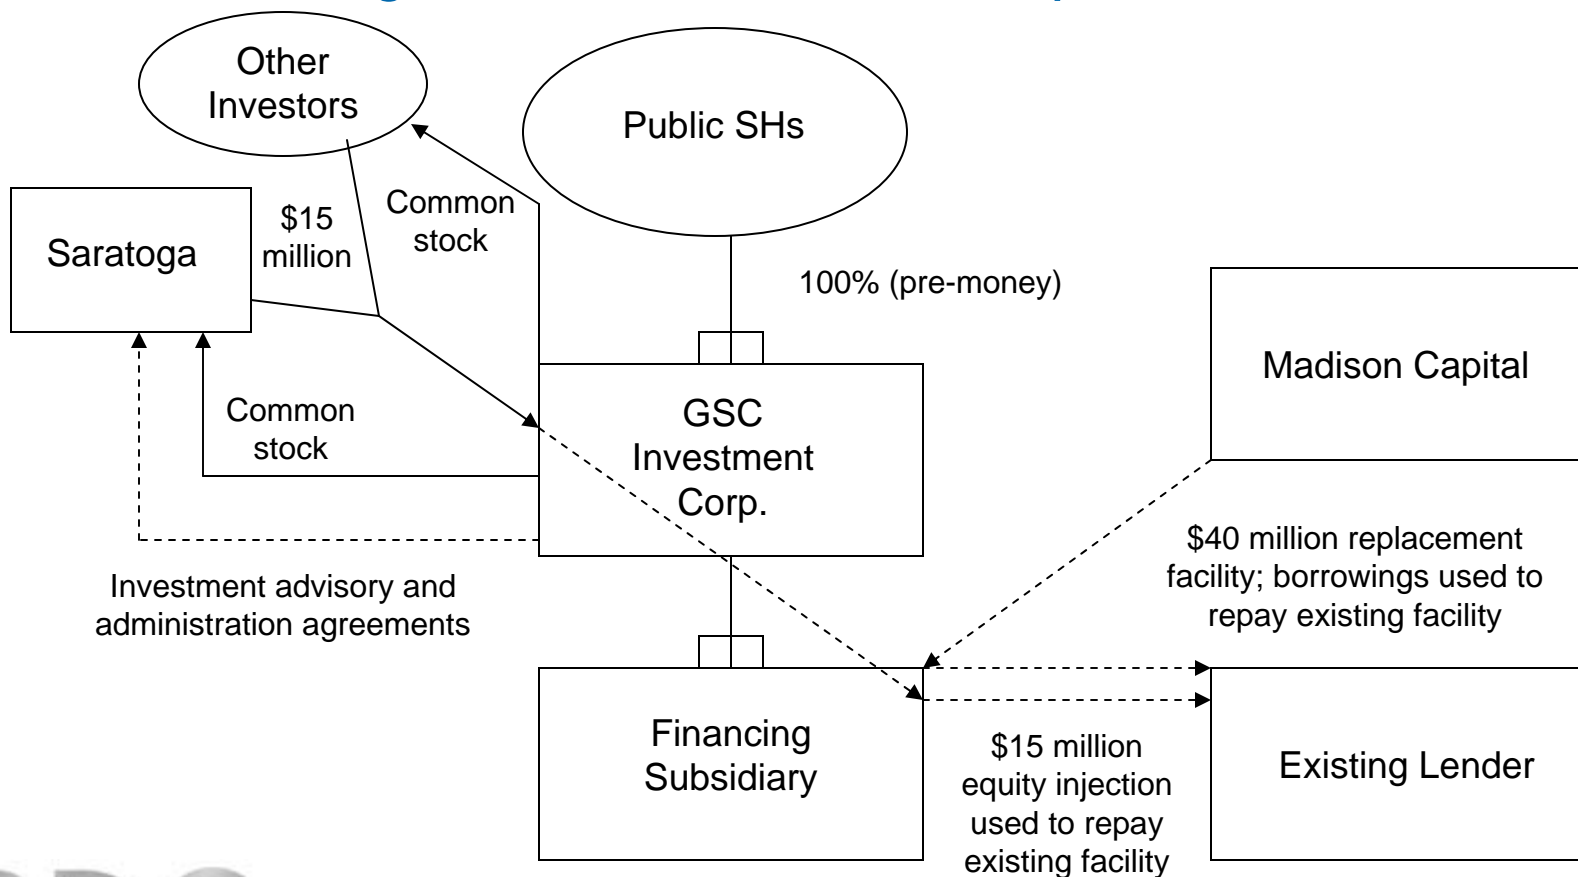 Other
Investors
Public SHs
Saratoga
$15
million
Common
stock
100% (pre-money)
Madison Capital
Common
stock
GSC
Investment
Corp.
Investment advisory and
administration agreements
$40 million replacement
facility; borrowings used to
repay existing facility
Financing
Subsidiary
$15 million
equity injection
used to repay
existing facility
Existing Lender